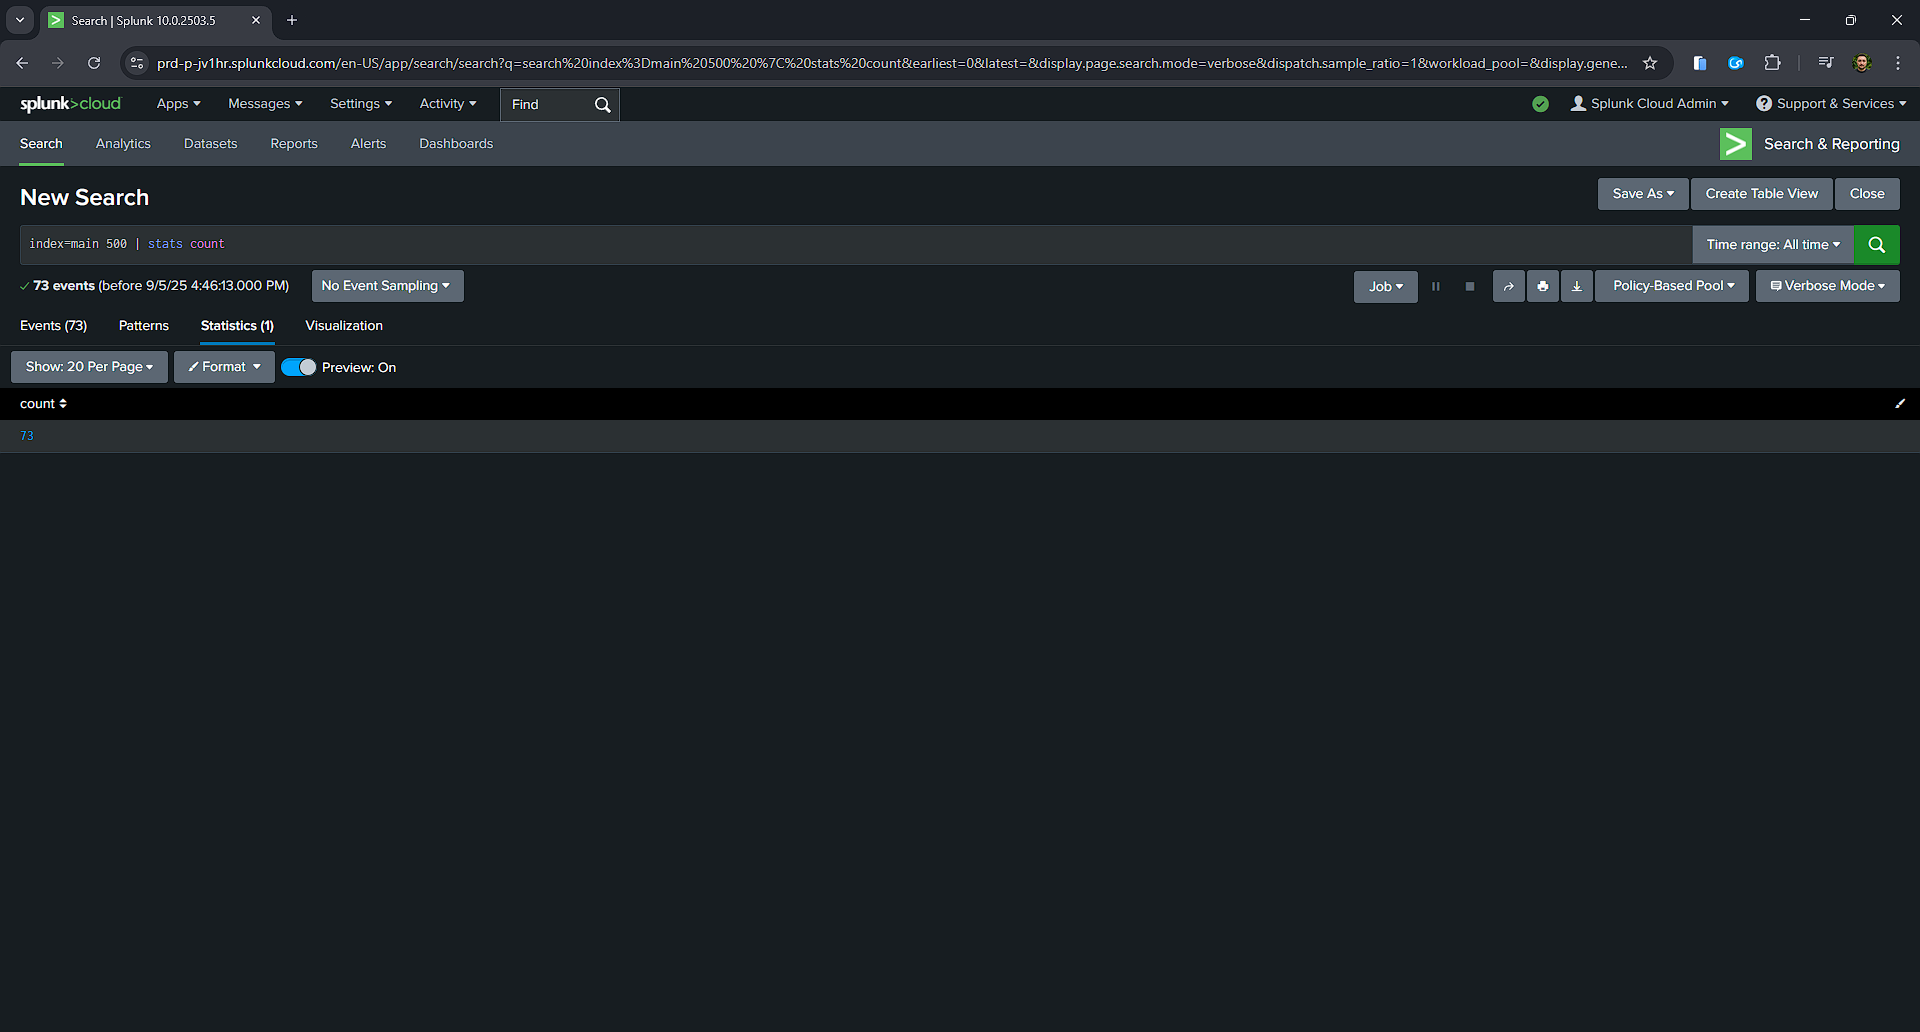 Search | Splunk 10.0.2503.5
prd-p-jv1hr.splunkcloud.com/en-US/app/search/search?q=search%20index%3Dmain%20500%20%7C%20stats%20count&earliest=0&latest=&display.page.search.mode=verbose&dispatch.sample_ratio=1&workload_pool=&display.gene...
splunk>cloud Apps Messages Settings Activity Find Splunk Cloud Admin Support & Services
Search Analytics Datasets Reports Alerts Dashboards Search & Reporting
New Search Save As Create Table View Close
index=main 500 | stats count Time range: All time
73 events (before 9/5/25 4:46:13.000 PM) No Event Sampling Job Policy-Based Pool Verbose Mode
Events (73) Patterns Statistics (1) Visualization
Show: 20 Per Page Format Preview: On
count
73